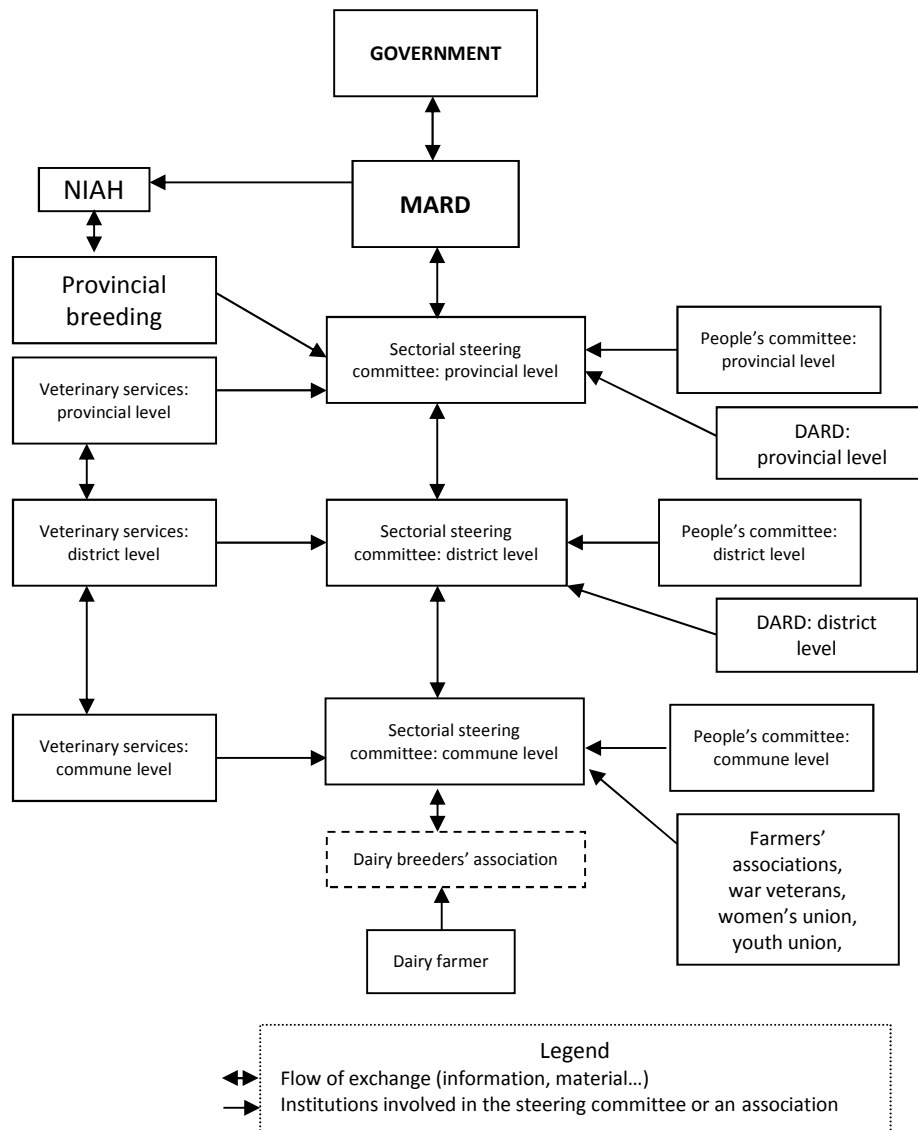 GOVERNMENT
NIAH
MARD
Provincial
breeding
Sectorial steering
committee: provincial level
People's committee:
provincial level
Veterinary services:
provincial level
DARD:
provincial level
Veterinary services:
district level
Sectorial steering
committee: district level
People's committee:
district level
DARD: district
level
Veterinary services:
commune level
Sectorial steering
committee: commune level
People's committee:
commune level
Dairy breeders' association
Farmers'
associations,
war veterans,
women's union,
youth union,
Dairy farmer
Legend
Flow of exchange (information, material...)
Institutions involved in the steering committee or an association